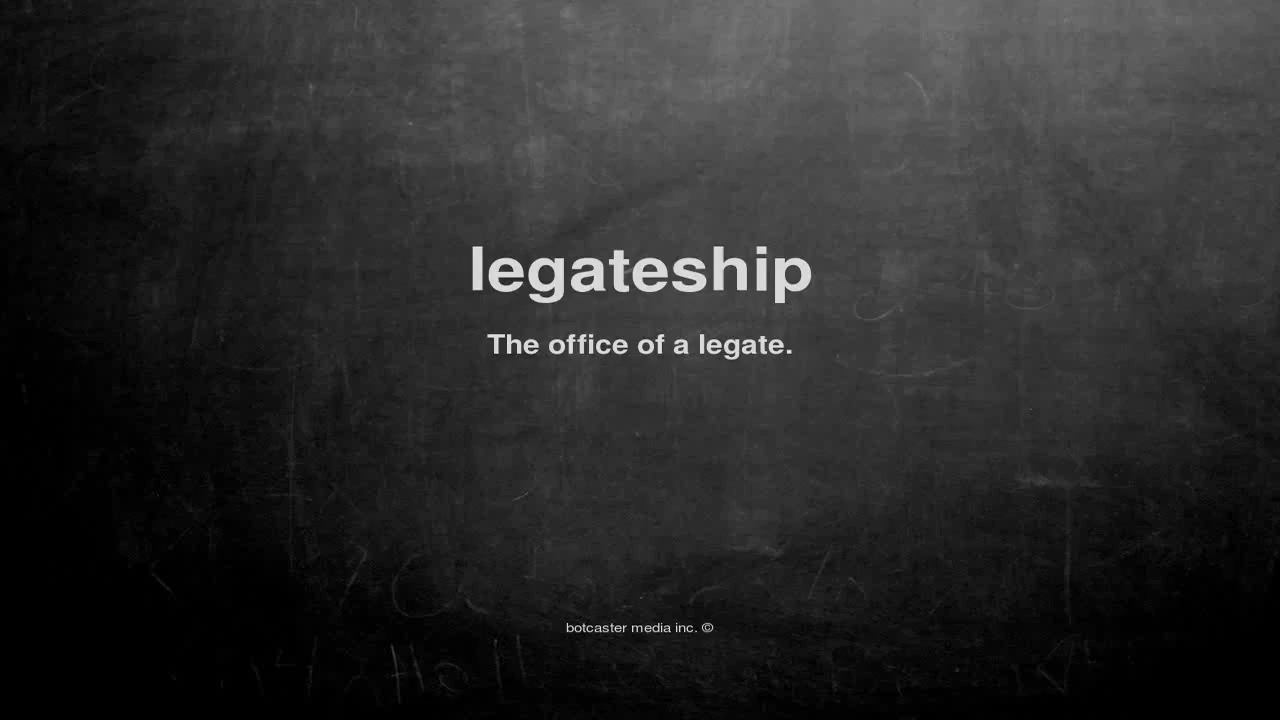 legateship
The office of a legate.
botcaster media inc. ©